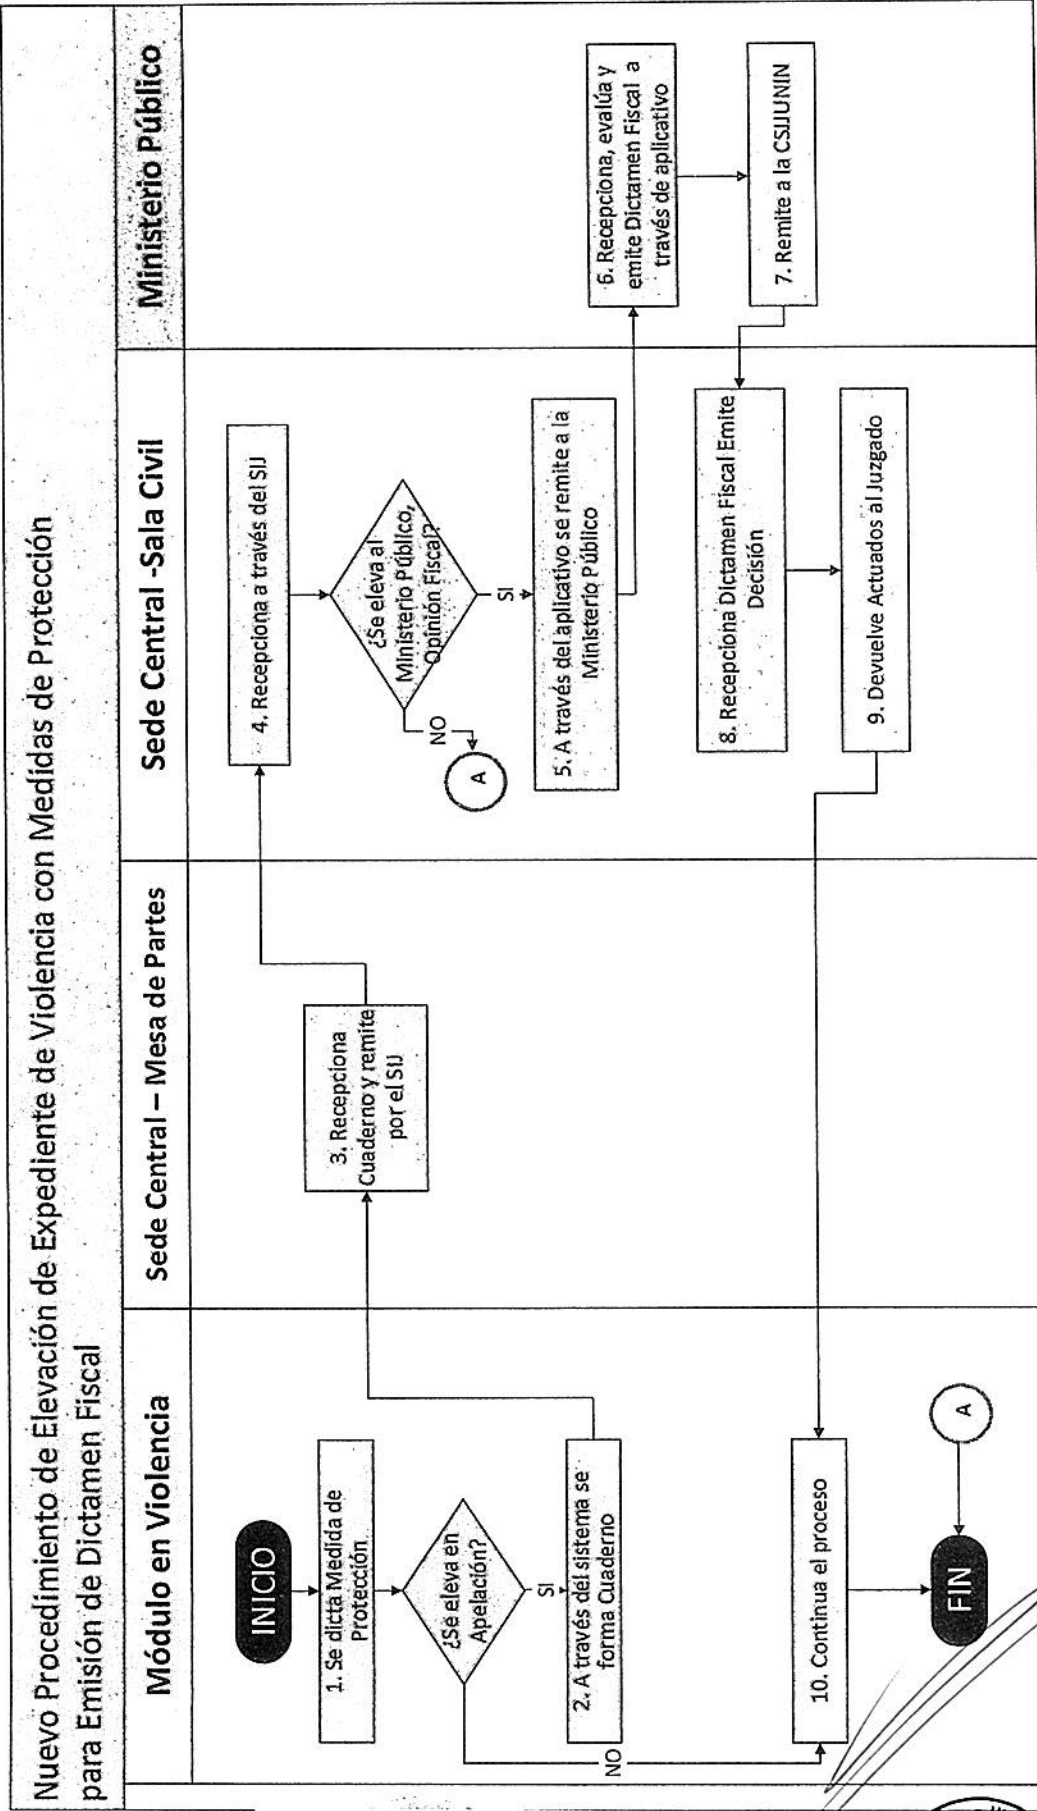 Nuevo Procedimiento de Elevación de Expediente de Violencia con Medidas de Protección
para Emisión de Dictamen Fiscal
Módulo en Violencia
Sede Central – Mesa de Partes
Sede Central -Sala Civil
Ministerio Público
INICIO
1. Se dicta Medida de
Protección
¿Se eleva en
Apelación?
SI
NO
2. A través del sistema se
forma Cuaderno
3. Recepciona
Cuaderno y remite
por el SIJ
4. Recepciona a través del SIJ
¿Se eleva al
Ministerio Público,
Opinión Fiscal?
NO
A
SI
5. A través del aplicativo se remite a la
Ministerio Público
6. Recepciona, evalúa y
emite Dictamen Fiscal a
través de aplicativo
7. Remite a la CSJJUNIN
8. Recepciona Dictamen Fiscal Emite
Decisión
9. Devuelve Actuados al Juzgado
10. Continua el proceso
A
FIN